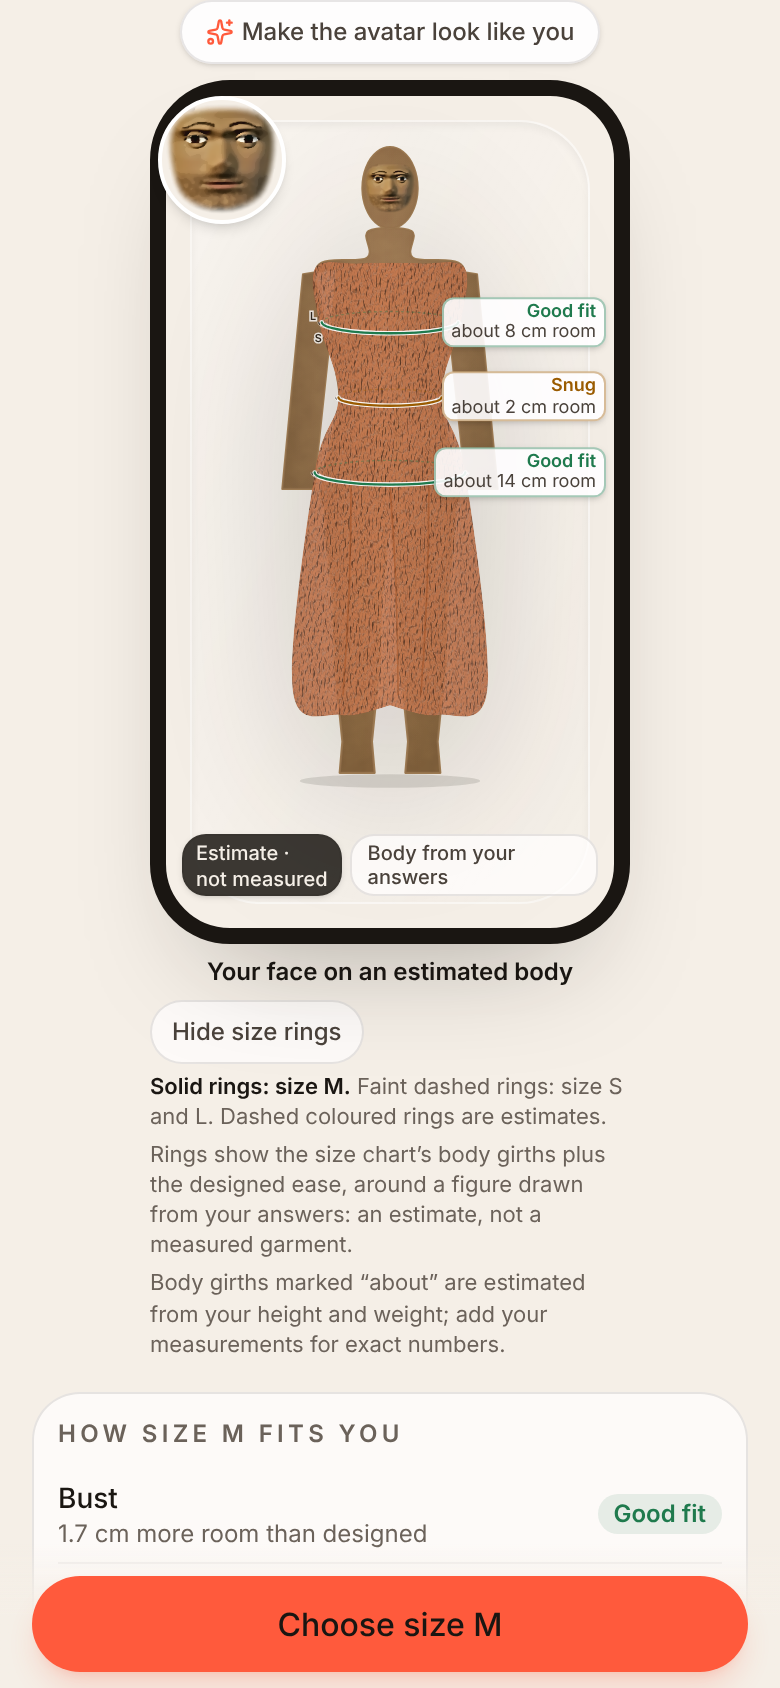 Make the avatar look like you
Good fit
about 8 cm room
L
S
Snug
about 2 cm room
Good fit
about 14 cm room
Estimate ·
not measured
Body from your
answers
Your face on an estimated body
Hide size rings
Solid rings: size M. Faint dashed rings: size S
and L. Dashed coloured rings are estimates.
Rings show the size chart’s body girths plus
the designed ease, around a figure drawn
from your answers: an estimate, not a
measured garment.
Body girths marked “about” are estimated
from your height and weight; add your
measurements for exact numbers.
HOW SIZE M FITS YOU
Bust
1.7 cm more room than designed
Good fit
Choose size M